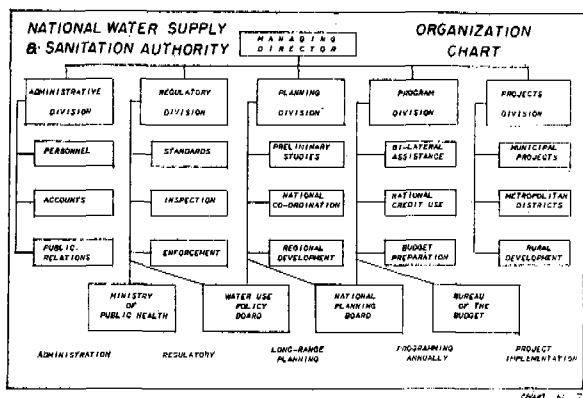 NATIONAL WATER SUPPLY
& SANITATION AUTHORITY
ORGANIZATION
CHART
MANAGING
DIRECTOR
ADMINISTRATIVE
DIVISION
REGULATORY
DIVISION
PLANNING
DIVISION
PROGRAM
DIVISION
PROJECTS
DIVISION
PERSONNEL
STANDARDS
PRELIMINARY
STUDIES
BI-LATERAL
ASSISTANCE
MUNICIPAL
PROJECTS
ACCOUNTS
INSPECTION
NATIONAL
CO-ORDINATION
NATIONAL
CREDIT USE
METROPOLITAN
DISTRICTS
PUBLIC
RELATIONS
ENFORCEMENT
REGIONAL
DEVELOPMENT
BUDGET
PREPARATION
RURAL
DEVELOPMENT
MINISTRY
OF
PUBLIC HEALTH
WATER USE
POLICY
BOARD
NATIONAL
PLANNING
BOARD
BUREAU
OF THE
BUDGET
ADMINISTRATION
REGULATORY
LONG-RANGE
PLANNING
PROGRAMMING
ANNUALLY
PROJECT
IMPLEMENTATION
CHART